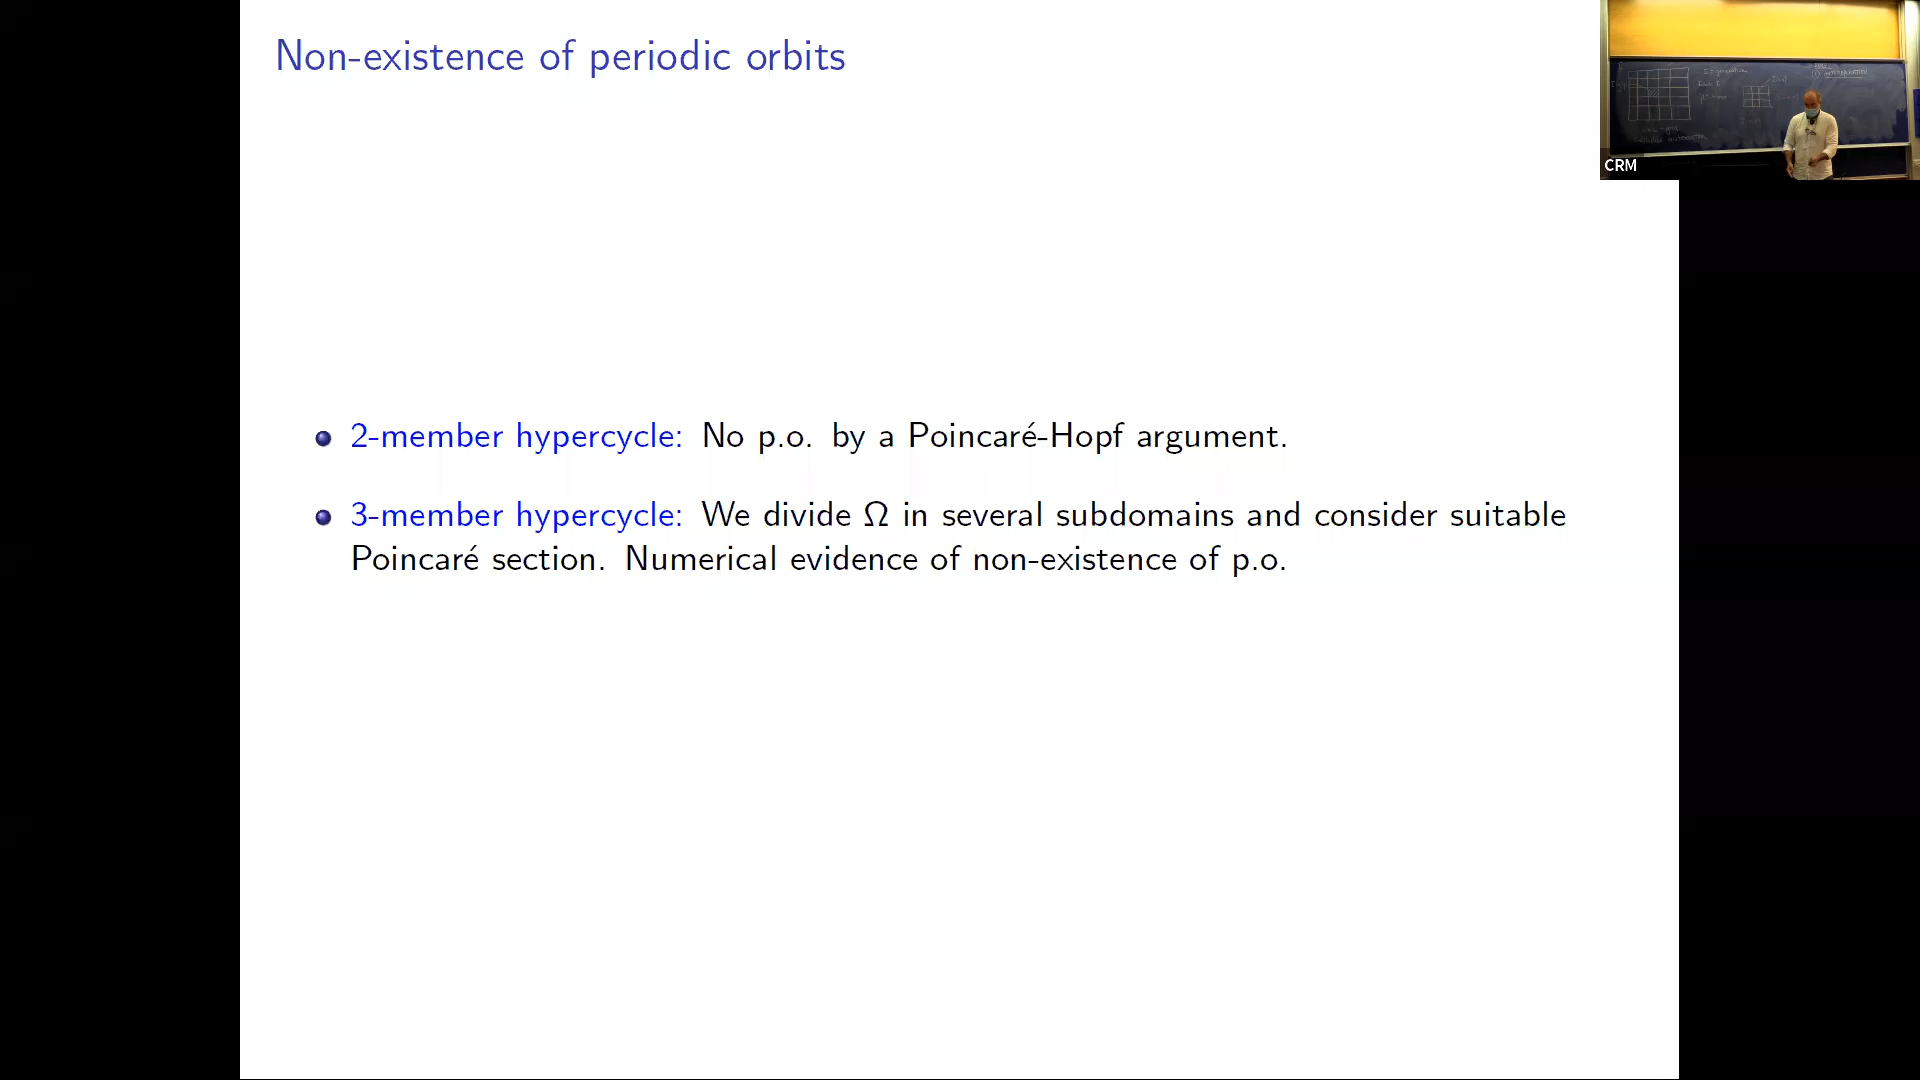 Non-existence of periodic orbits
2-member hypercycle: No p.o. by a Poincaré-Hopf argument.
3-member hypercycle: We divide Ω in several subdomains and consider suitable
Poincaré section. Numerical evidence of non-existence of p.o.
CRM